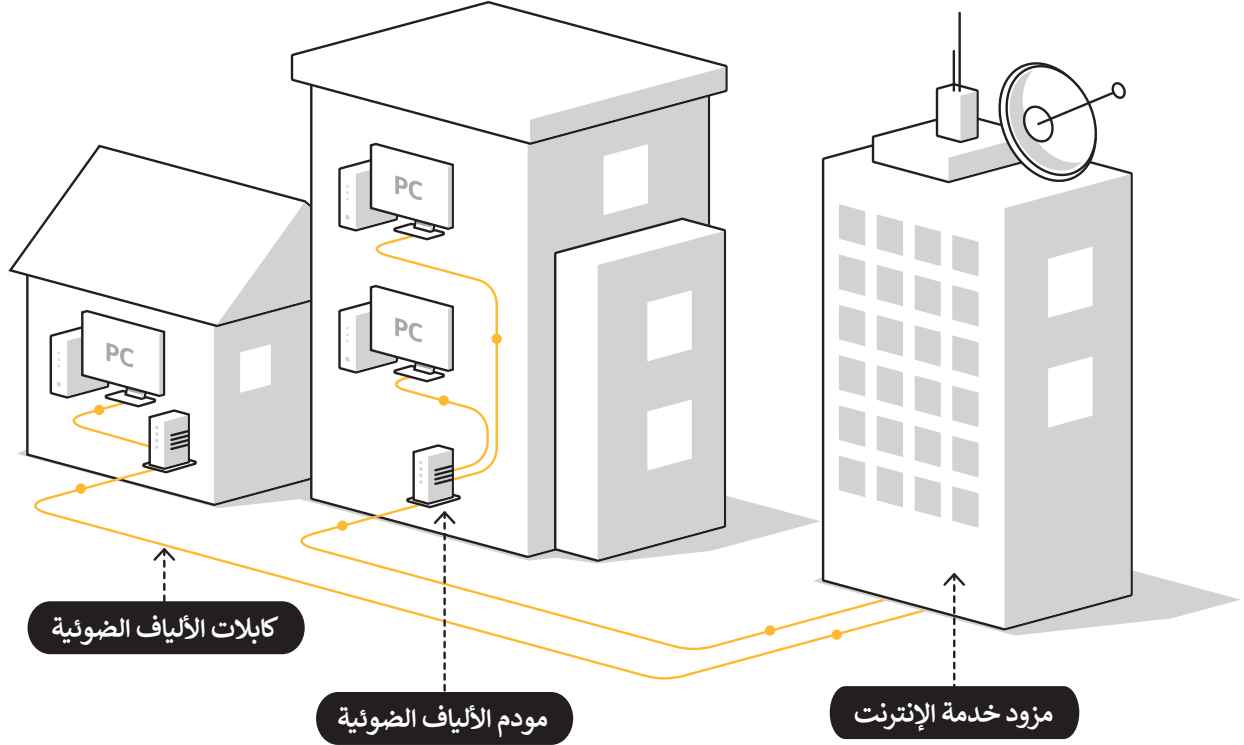 PC
PC
PC
كابلات الألياف الضوئية
مودم الألياف الضوئية
مزود خدمة الإنترنت